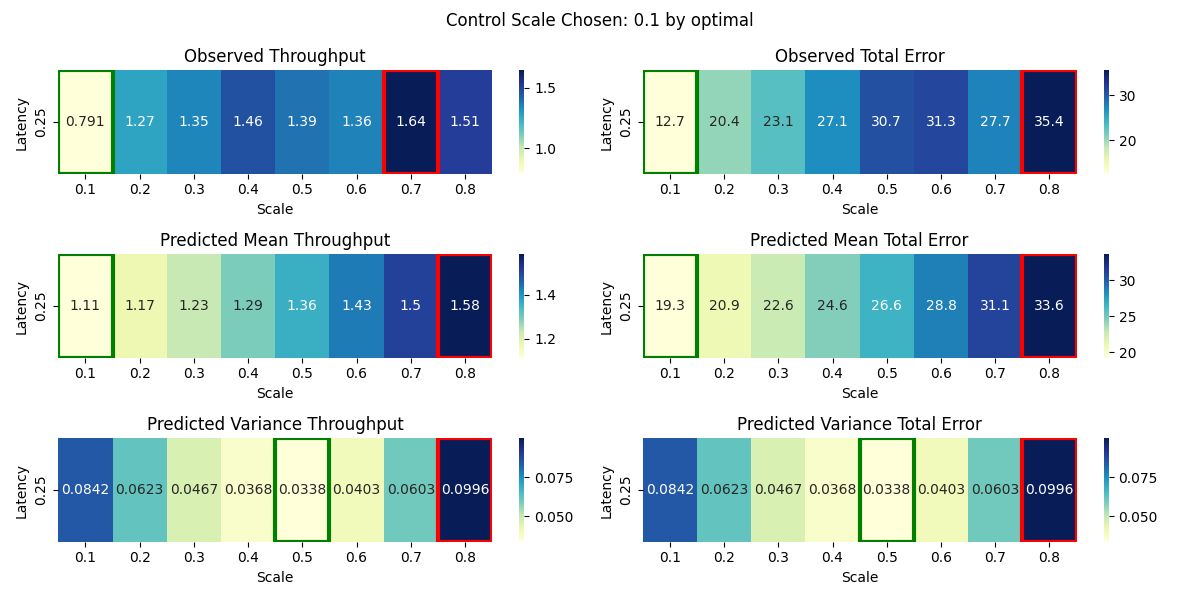 Control Scale Chosen: 0.1 by optimal
Observed Throughput
Latency
0.25
0.791 1.27 1.35 1.46 1.39 1.36 1.64 1.51
0.1 0.2 0.3 0.4 0.5 0.6 0.7 0.8
Scale
1.5
1.0
Observed Total Error
Latency
0.25
12.7 20.4 23.1 27.1 30.7 31.3 27.7 35.4
0.1 0.2 0.3 0.4 0.5 0.6 0.7 0.8
Scale
30
20
Predicted Mean Throughput
Latency
0.25
1.11 1.17 1.23 1.29 1.36 1.43 1.5 1.58
0.1 0.2 0.3 0.4 0.5 0.6 0.7 0.8
Scale
1.4
1.2
Predicted Mean Total Error
Latency
0.25
19.3 20.9 22.6 24.6 26.6 28.8 31.1 33.6
0.1 0.2 0.3 0.4 0.5 0.6 0.7 0.8
Scale
30
25
20
Predicted Variance Throughput
Latency
0.25
0.0842 0.0623 0.0467 0.0368 0.0338 0.0403 0.0603 0.0996
0.1 0.2 0.3 0.4 0.5 0.6 0.7 0.8
Scale
0.075
0.050
Predicted Variance Total Error
Latency
0.25
0.0842 0.0623 0.0467 0.0368 0.0338 0.0403 0.0603 0.0996
0.1 0.2 0.3 0.4 0.5 0.6 0.7 0.8
Scale
0.075
0.050